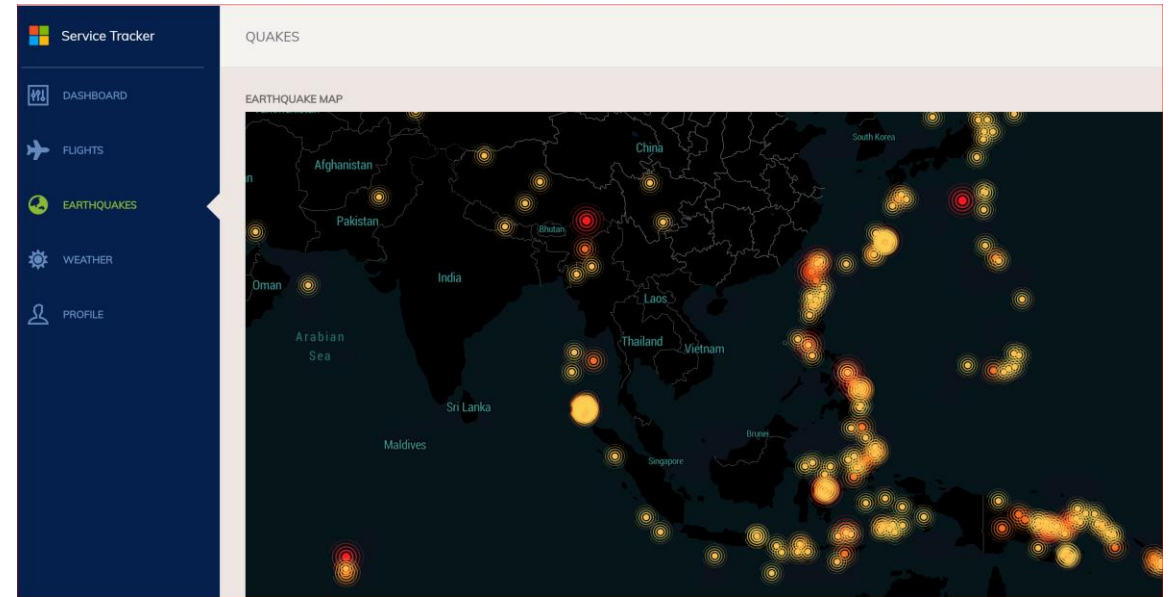 Service Tracker
QUAKES
DASHBOARD
FLIGHTS
EARTHQUAKES
WEATHER
PROFILE
EARTHQUAKE MAP
South Korea
China
Afghanistan
Pakistan
Bhutan
India
Oman
Laos
Arabian
Sea
Thailand
Vietnam
Sri Lanka
Maldives
Brunei
Singapore